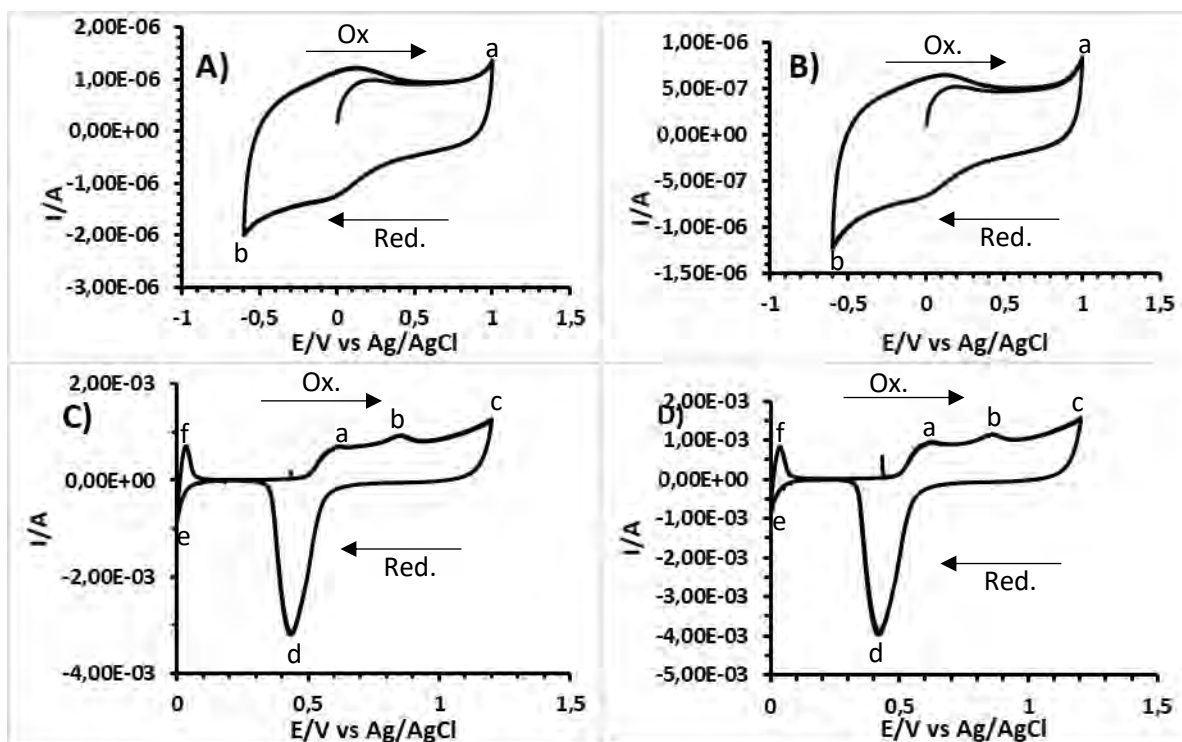 A)
2,00E-06
1,00E-06
0,00E+00
-1,00E-06
-2,00E-06
-3,00E-06
I/A
Ox
a
b
Red.
-1 -0,5 0 0,5 1 1,5
E/V vs Ag/AgCl
B)
1,00E-06
5,00E-07
0,00E+00
-5,00E-07
-1,00E-06
-1,50E-06
I/A
Ox.
a
b
Red.
-1 -0,5 0 0,5 1 1,5
E/V vs Ag/AgCl
C)
2,00E-03
0,00E+00
-2,00E-03
-4,00E-03
I/A
Ox.
f
a
b
c
e
Red.
d
0 0,5 1 1,5
E/V vs Ag/AgCl
D)
2,00E-03
1,00E-03
0,00E+00
-1,00E-03
-2,00E-03
-3,00E-03
-4,00E-03
-5,00E-03
I/A
Ox.
f
a
b
c
e
Red.
d
0 0,5 1 1,5
E/V vs Ag/AgCl